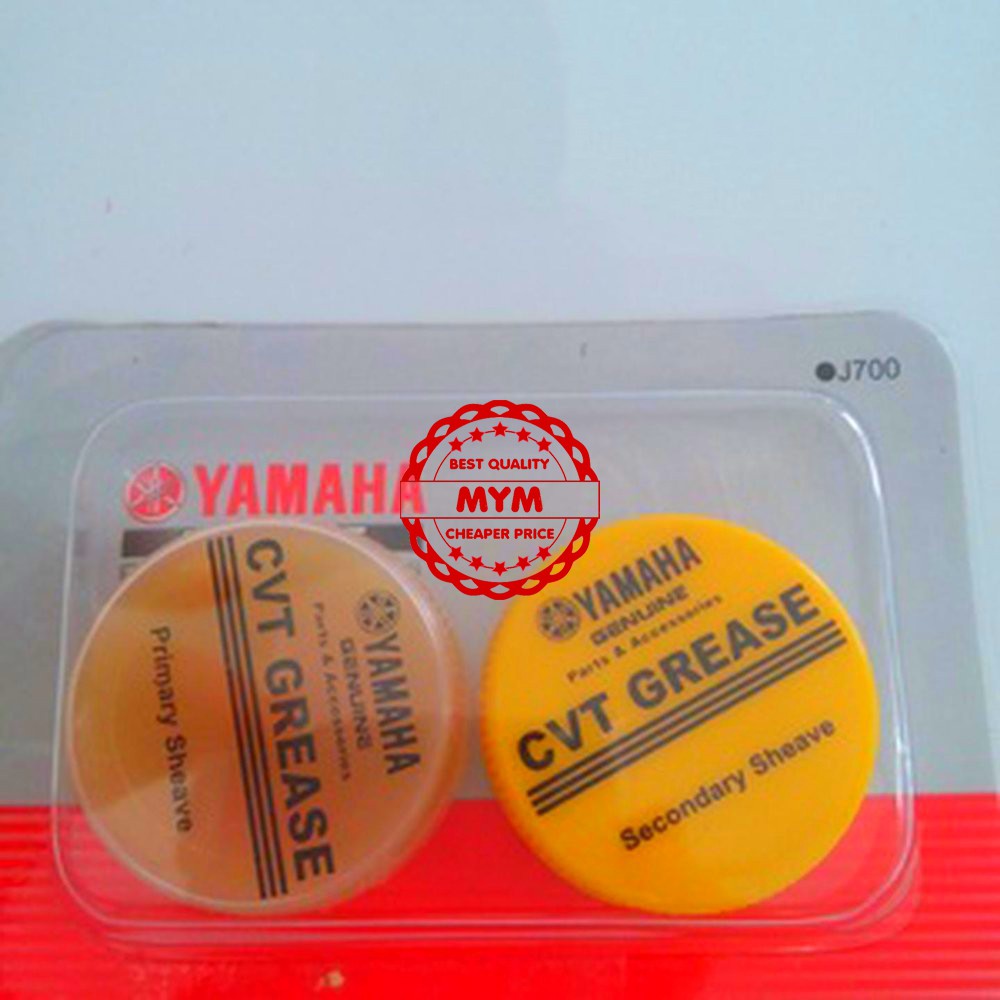 ●J700
YAMAHA
BEST QUALITY
MYM
CHEAPER PRICE
YAMAHA
GENUINE
Parts & Accessories
CVT GREASE
Primary Sheave
YAMAHA
GENUINE
Parts & Accessories
CVT GREASE
Secondary Sheave